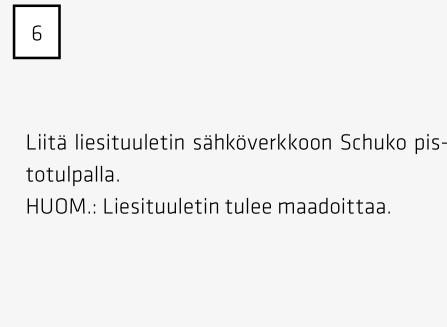 6
Liitä liesituuletin sähköverkkoon Schuko pis-
totulpalla.
HUOM.: Liesituuletin tulee maadoittaa.